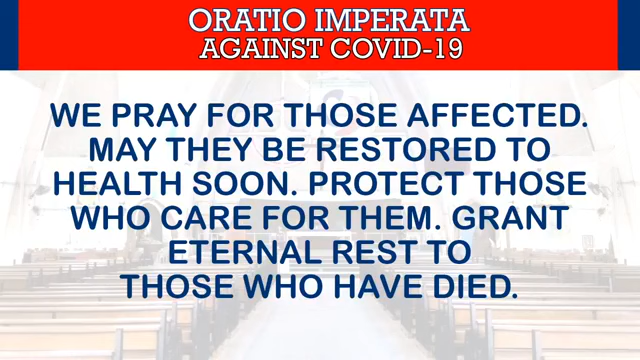 ORATIO IMPERATA
AGAINST COVID-19
WE PRAY FOR THOSE AFFECTED.
MAY THEY BE RESTORED TO
HEALTH SOON. PROTECT THOSE
WHO CARE FOR THEM. GRANT
ETERNAL REST TO
THOSE WHO HAVE DIED.